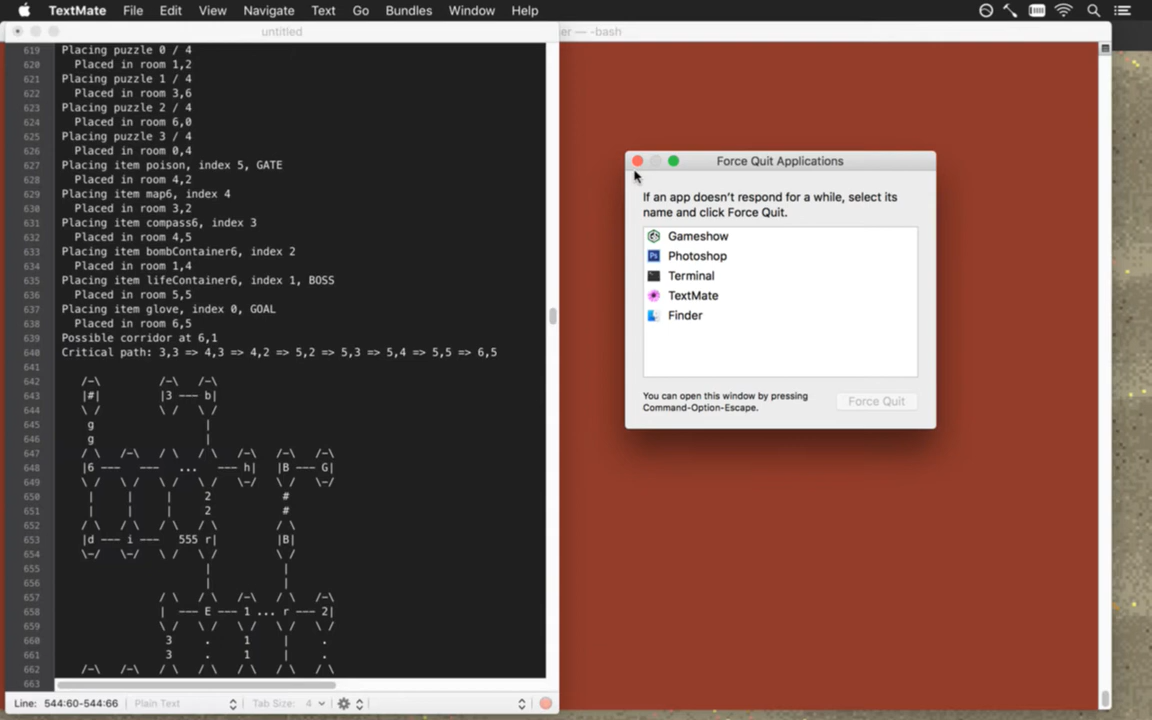 TextMate File Edit View Navigate Text Go Bundles Window Help
untitled
er — -bash
619 Placing puzzle 0 / 4
620 Placed in room 1,2
621 Placing puzzle 1 / 4
622 Placed in room 3,6
623 Placing puzzle 2 / 4
624 Placed in room 6,0
625 Placing puzzle 3 / 4
626 Placed in room 0,4
627 Placing item poison, index 5, GATE
628 Placed in room 4,2
629 Placing item map6, index 4
630 Placed in room 3,2
631 Placing item compass6, index 3
632 Placed in room 4,5
633 Placing item bombContainer6, index 2
634 Placed in room 1,4
635 Placing item lifeContainer6, index 1, BOSS
636 Placed in room 5,5
637 Placing item glove, index 0, GOAL
638 Placed in room 6,5
639 Possible corridor at 6,1
640 Critical path: 3,3 => 4,3 => 4,2 => 5,2 => 5,3 => 5,4 => 5,5 => 6,5
641
642 /-\ /-\ /-\
643 |#| |3 --- b|
644 \ / \ / \ /
645 g |
646 g |
647 / \ /-\ / \ / \ /-\ /-\ /-\
648 |6 --- --- ... --- h| |B --- G|
649 \ / \ / \ / \ / \-/ \ / \-/
650 | | | 2 #
651 | | | 2 #
652 / \ / \ / \ / \ / \
653 |d --- i --- 555 r| |B|
654 \-/ \-/ \ / \ / \ /
655 | |
656 | |
657 / \ / \ /-\ / \ /-\
658 | --- E --- 1 ... r --- 2|
659 \ / \ / \ / \ / \ /
660 3 . 1 | .
661 3 . 1 | .
662 /-\ /-\ / \ / \ / \ / \ / \
663
Line: 544:60-544:66 Plain Text Tab Size: 4
Force Quit Applications
If an app doesn't respond for a while, select its
name and click Force Quit.
Gameshow
Ps Photoshop
Terminal
TextMate
Finder
You can open this window by pressing
Command-Option-Escape.
Force Quit